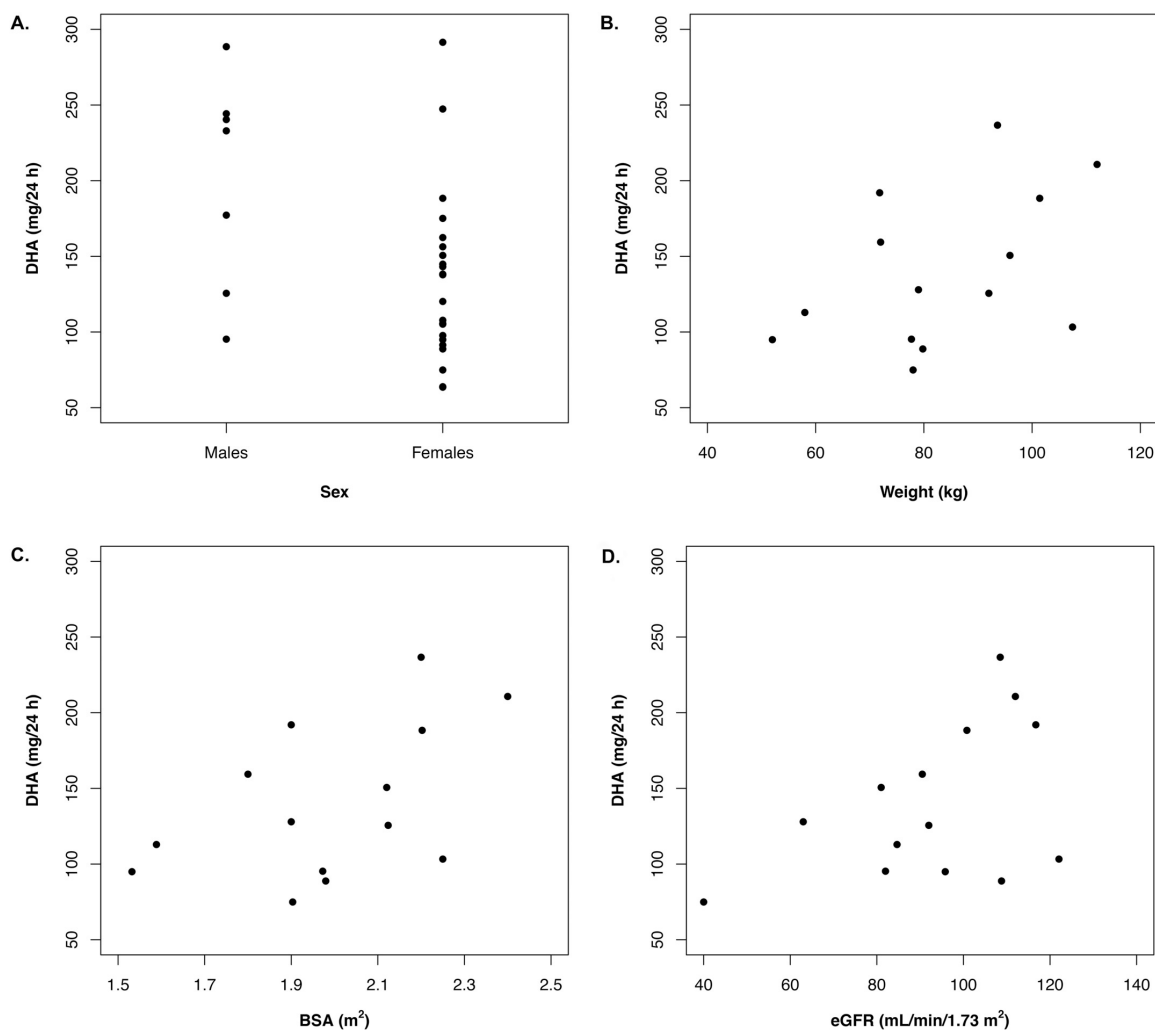 A.
300
250
200
150
100
50
DHA (mg/24 h)
Males Females
Sex
B.
300
250
200
150
100
50
DHA (mg/24 h)
40 60 80 100 120
Weight (kg)
C.
300
250
200
150
100
50
DHA (mg/24 h)
1.5 1.7 1.9 2.1 2.3 2.5
BSA (m²)
D.
300
250
200
150
100
50
DHA (mg/24 h)
40 60 80 100 120 140
eGFR (mL/min/1.73 m²)